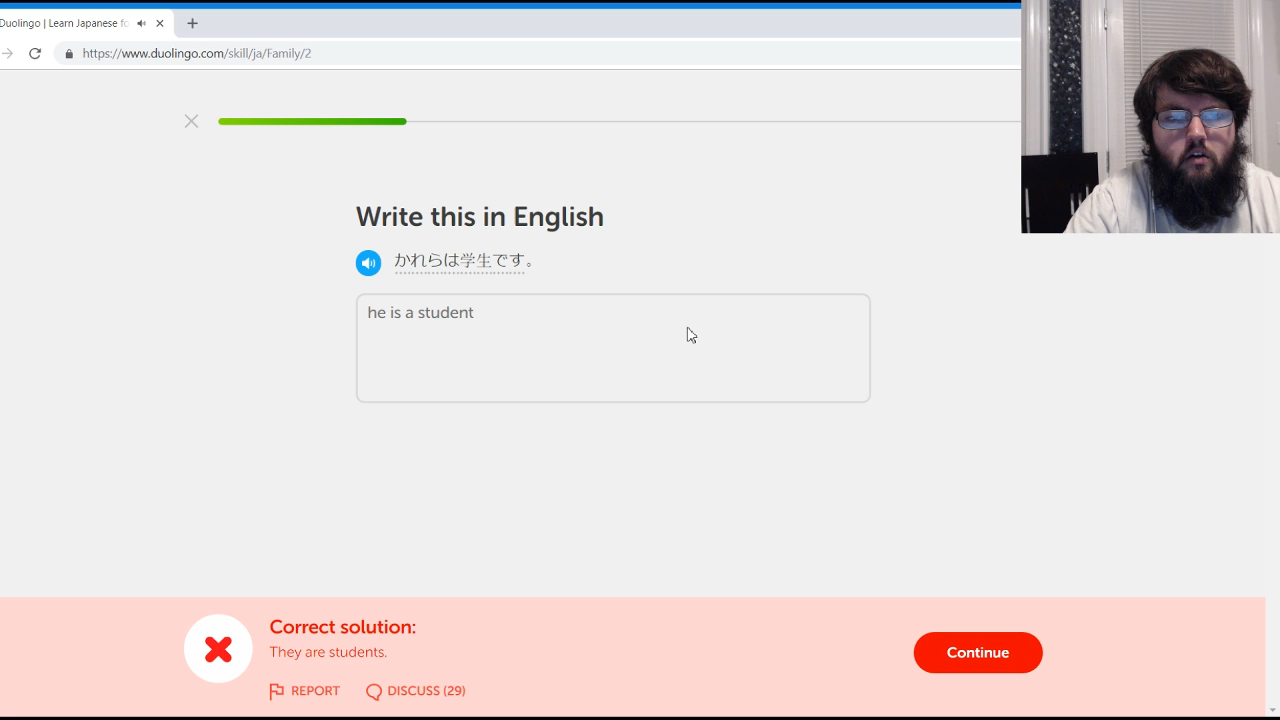 Duolingo | Learn Japanese fo
https://www.duolingo.com/skill/ja/Family/2
Write this in English
かれらは学生です。
he is a student
Correct solution:
They are students.
REPORT
DISCUSS (29)
Continue